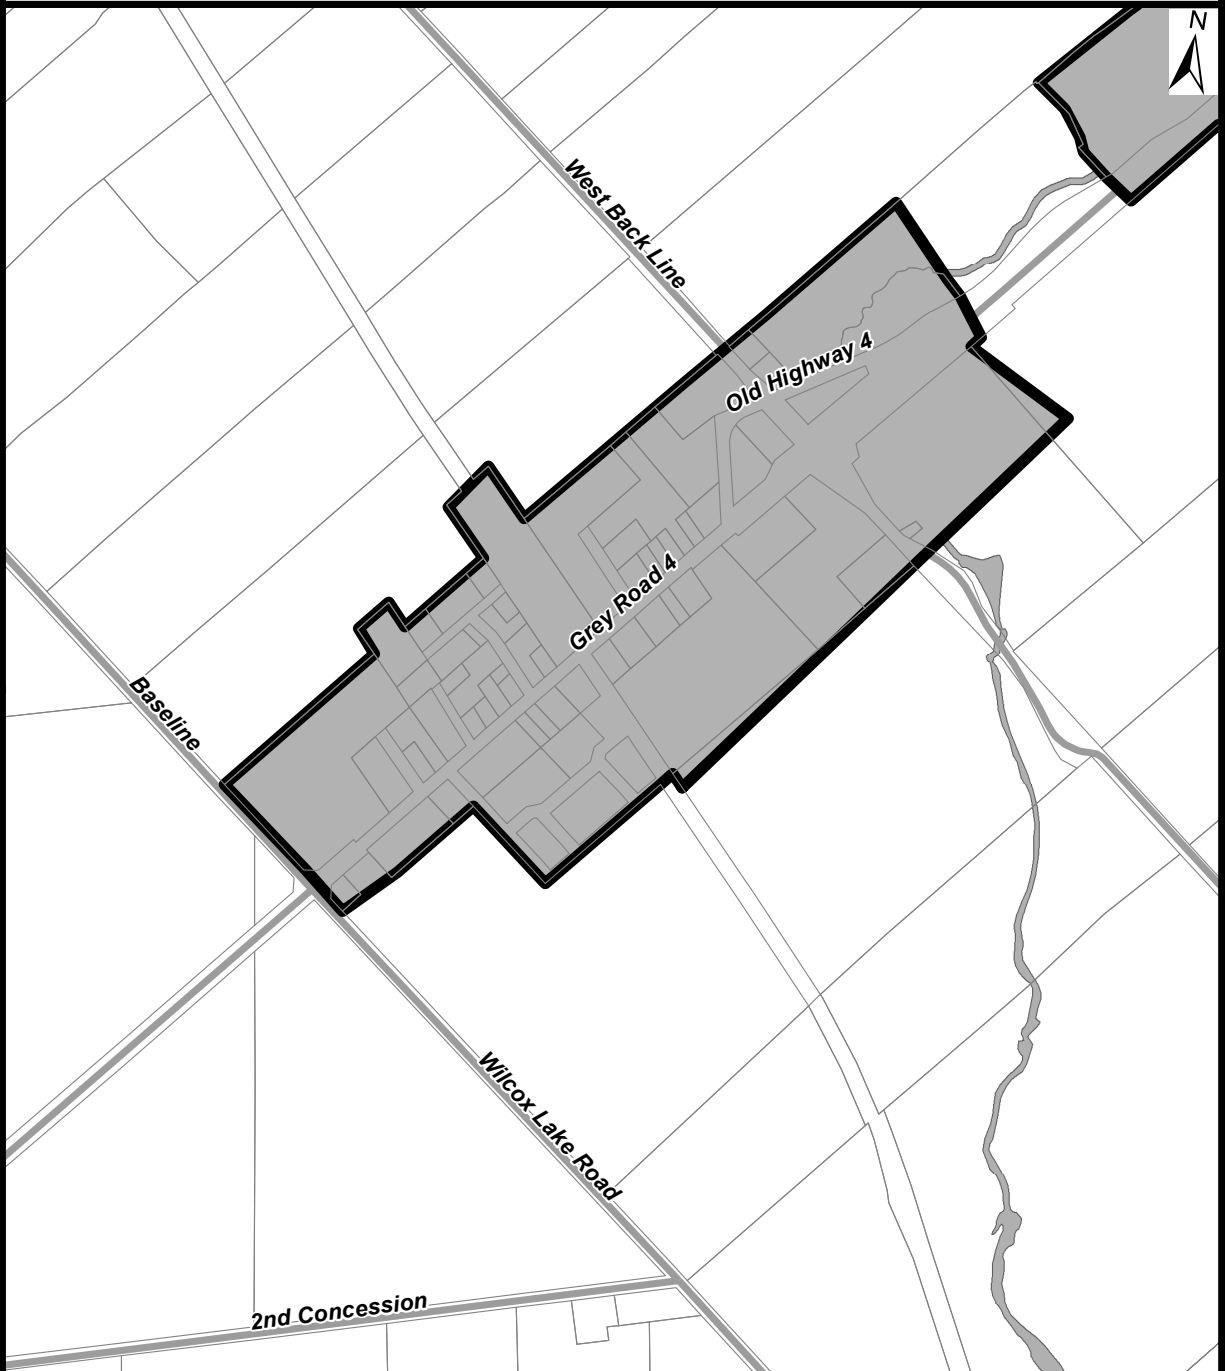 N
West Back Line
Old Highway 4
Grey Road 4
Baseline
Wilcox Lake Road
2nd Concession